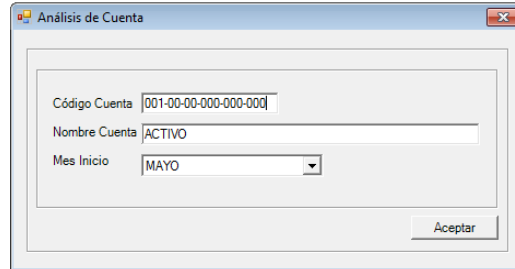 Análisis de Cuenta
Código Cuenta 001-00-00-000-000-000
Nombre Cuenta ACTIVO
Mes Inicio MAYO
Aceptar